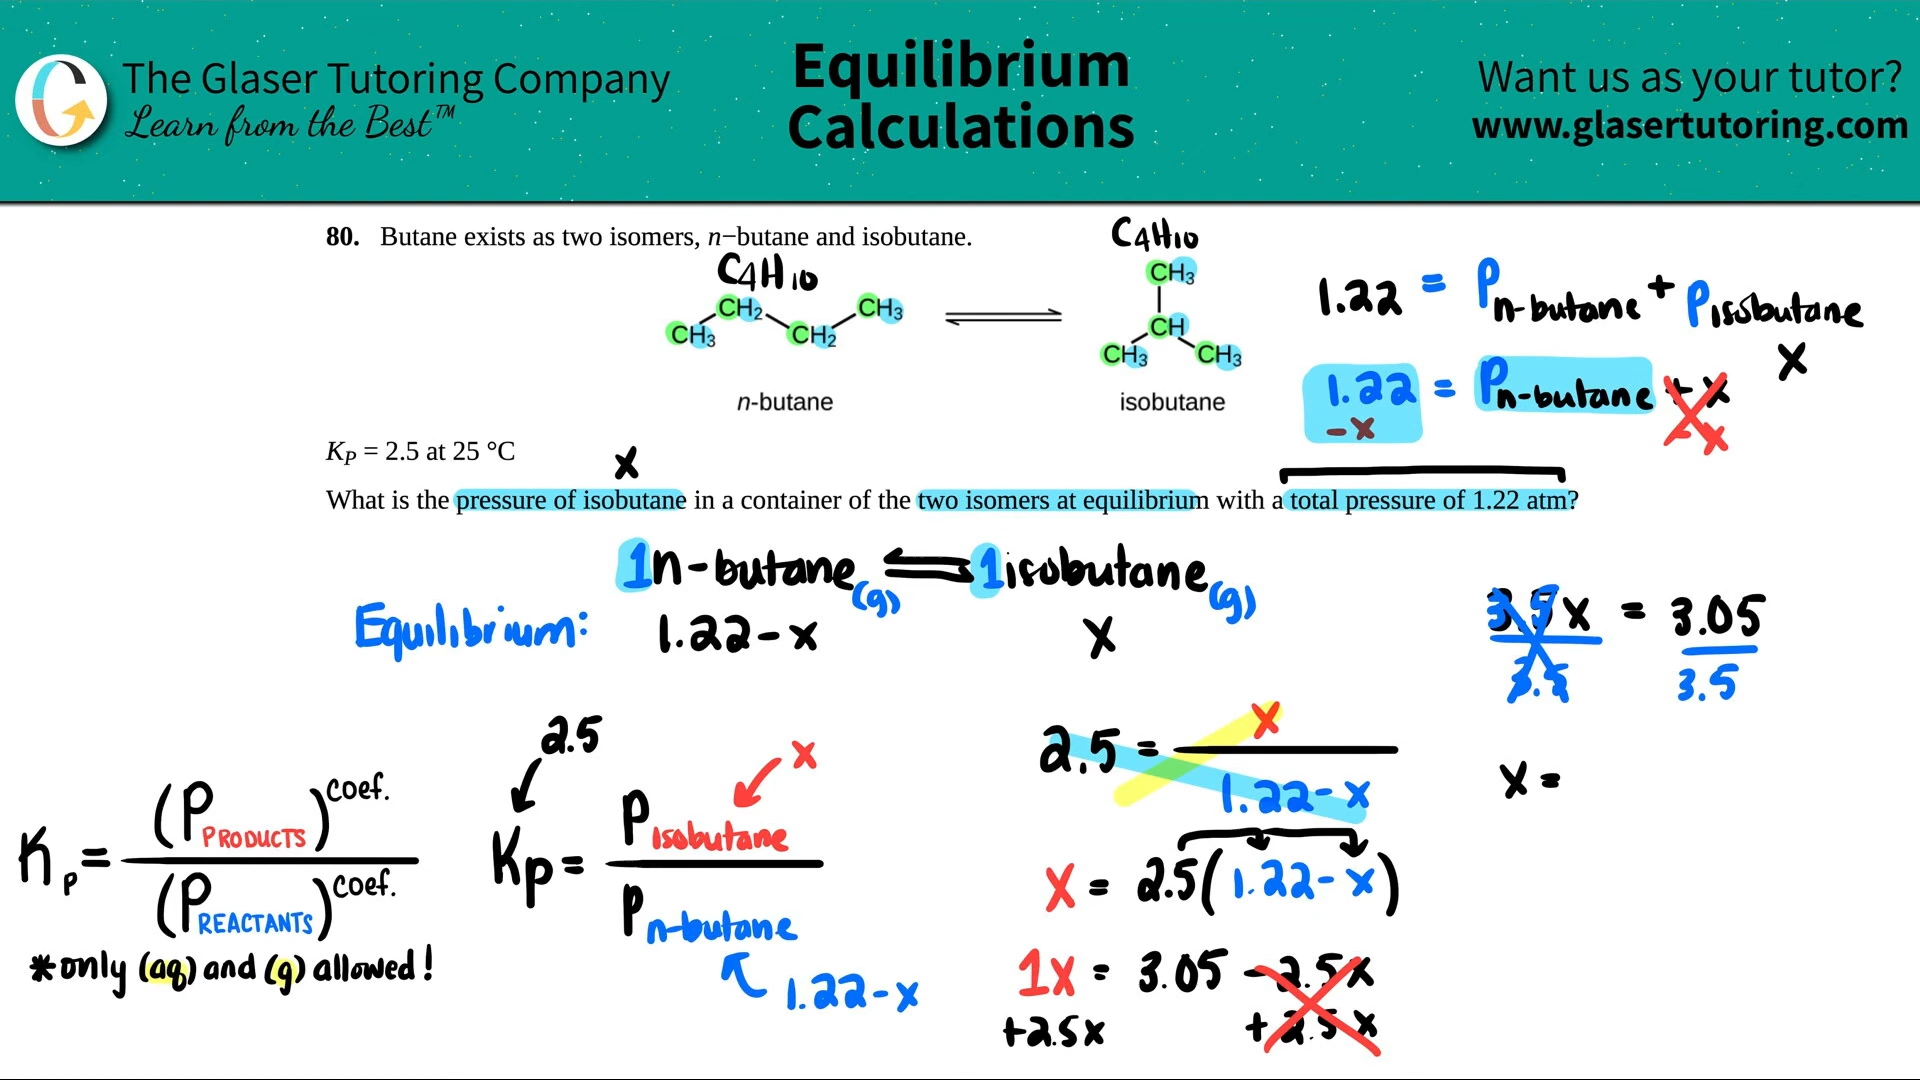 The Glaser Tutoring Company
Learn from the Best™
Equilibrium
Calculations
Want us as your tutor?
www.glasertutoring.com
80. Butane exists as two isomers, n−butane and isobutane.
C4H10
CH3 CH2 CH2 CH3
n-butane
C4H10
CH3
CH
CH3 CH3
isobutane
1.22 = Pn-butane + Pisobutane
x
1.22 = Pn-butane + x
- x - x
KP = 2.5 at 25 °C
x
What is the pressure of isobutane in a container of the two isomers at equilibrium with a total pressure of 1.22 atm?
1n-butane(g) ⇌ 1isobutane(g)
Equilibrium: 1.22-x x
3.5x = 3.05
3.5 3.5
x =
Kp = (PPRODUCTS)coef.
(PREACTANTS)coef.
*only (aq) and (g) allowed!
2.5
x
Kp = Pisobutane
Pn-butane
1.22-x
2.5 = x
1.22-x
x = 2.5(1.22-x)
1x = 3.05 - 2.5x
+2.5x + 2.5x